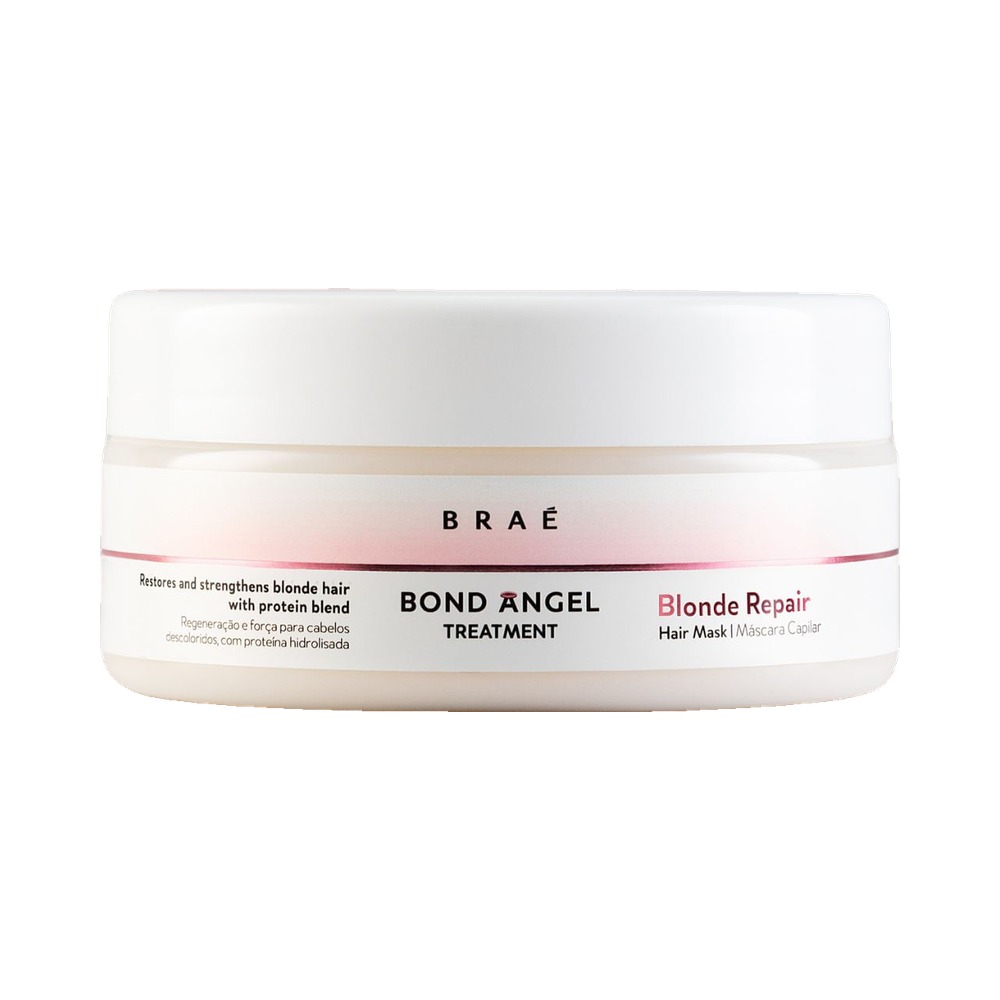 BRAÉ
Restores and strengthens blonde hair
with protein blend
Regeneração e força para cabelos
descoloridos, com proteína hidrolisada
BOND ANGEL
TREATMENT
Blonde Repair
Hair Mask | Máscara Capilar